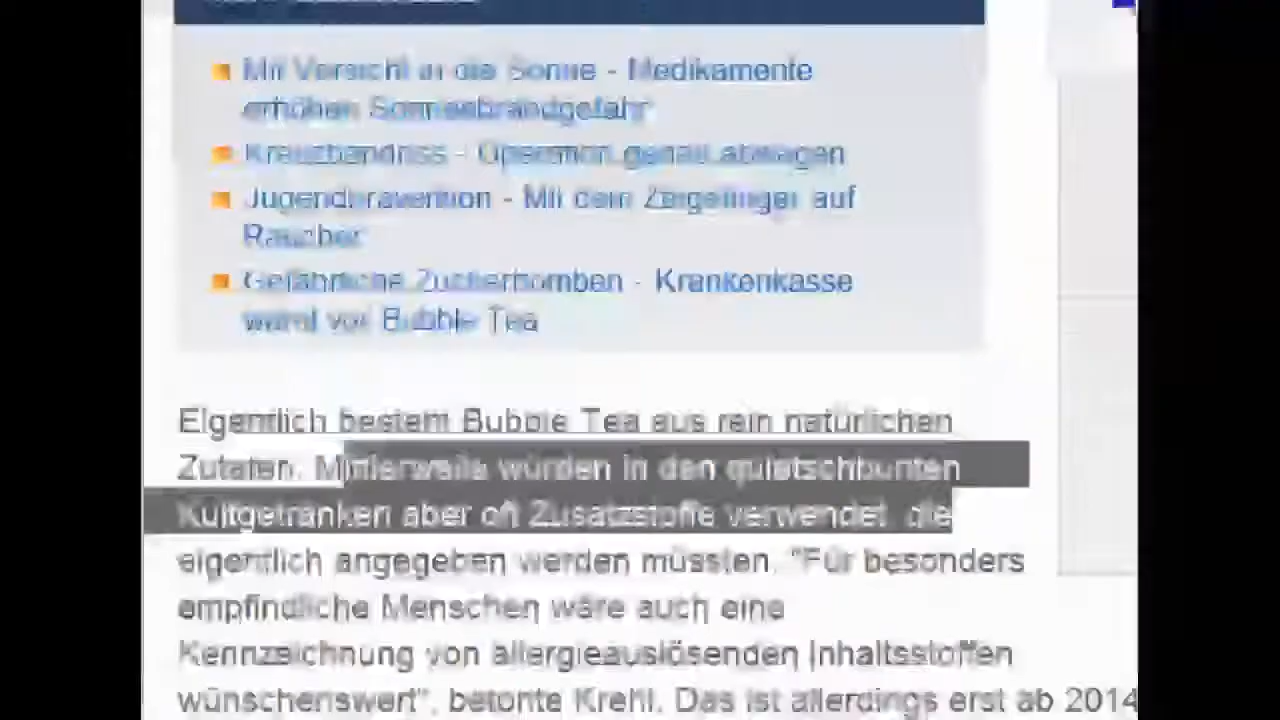 Mit Vorsicht in die Sonne - Medikamente
erhöhen Sonnenbrandgefahr
Kreuzbandriss - Operation genau abwägen
Jugendprävention - Mit dem Zeigefinger auf
Raucher
Gefährliche Zuckerbomben - Krankenkasse
warnt vor Bubble Tea
Eigentlich besteht Bubble Tea aus rein natürlichen
Zutaten. Mittlerweile würden in den quietschbunten
Kultgetränken aber oft Zusatzstoffe verwendet, die
eigentlich angegeben werden müssten. "Für besonders
empfindliche Menschen wäre auch eine
Kennzeichnung von allergieauslösenden Inhaltsstoffen
wünschenswert", betonte Krehl. Das ist allerdings erst ab 2014